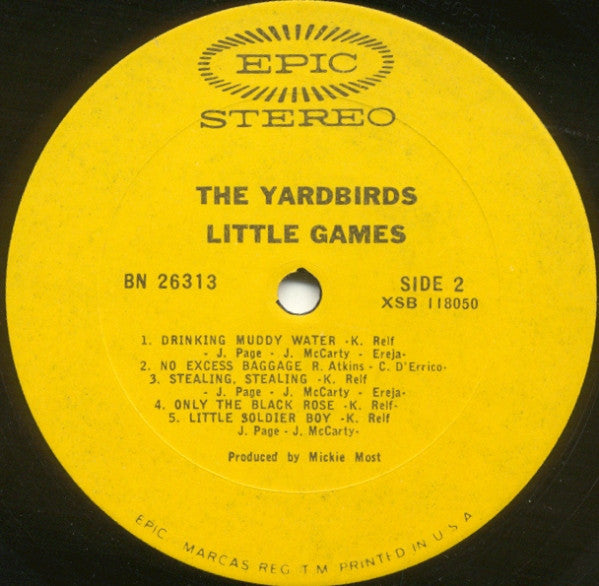 EPIC
STEREO
THE YARDBIRDS
LITTLE GAMES
BN 26313
SIDE 2
XSB 118050
1. DRINKING MUDDY WATER -K. Relf
- J. Page - J. McCarty - Ereja-
2. NO EXCESS BAGGAGE R. Atkins - C. D'Errico-
3. STEALING, STEALING -K. Relf
- J. Page - J. McCarty - Ereja-
4. ONLY THE BLACK ROSE -K. Relf-
5. LITTLE SOLDIER BOY -K. Relf
J. Page - J. McCarty-
Produced by Mickie Most
EPIC. MARCAS REG. T.M. PRINTED IN U.S.A.